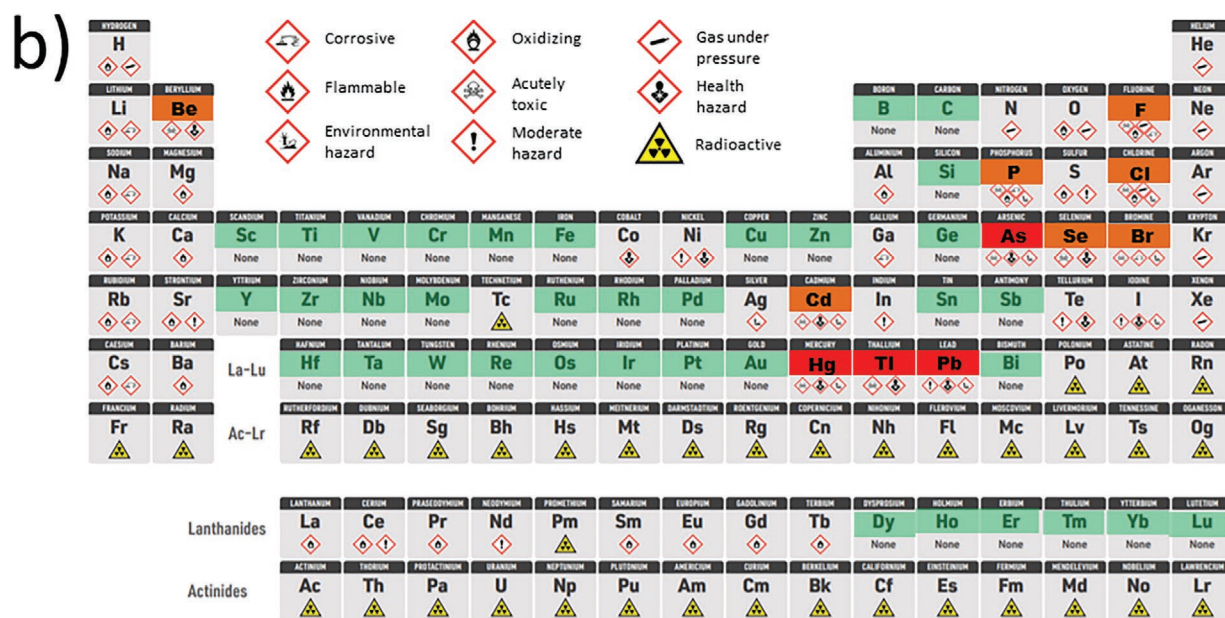 b)
Corrosive Oxidizing Gas under pressure
Flammable Acutely toxic Health hazard
Environmental hazard Moderate hazard Radioactive
HYDROGEN HELIUM
H He
LITHIUM BERYLLIUM BORON CARBON NITROGEN OXYGEN FLUORINE NEON
Li Be B C N O F Ne
None None
SODIUM MAGNESIUM ALUMINIUM SILICON PHOSPHORUS SULFUR CHLORINE ARGON
Na Mg Al Si P S Cl Ar
None
POTASSIUM CALCIUM SCANDIUM TITANIUM VANADIUM CHROMIUM MANGANESE IRON COBALT NICKEL COPPER ZINC GALLIUM GERMANIUM ARSENIC SELENIUM BROMINE KRYPTON
K Ca Sc Ti V Cr Mn Fe Co Ni Cu Zn Ga Ge As Se Br Kr
None None None None None None None None None
RUBIDIUM STRONTIUM YTTRIUM ZIRCONIUM NIOBIUM MOLYBDENUM TECHNETIUM RUTHENIUM RHODIUM PALLADIUM SILVER CADMIUM INDIUM TIN ANTIMONY TELLURIUM IODINE XENON
Rb Sr Y Zr Nb Mo Tc Ru Rh Pd Ag Cd In Sn Sb Te I Xe
None None None None None None None None None
CAESIUM BARIUM HAFNIUM TANTALUM TUNGSTEN RHENIUM OSMIUM IRIDIUM PLATINUM GOLD MERCURY THALLIUM LEAD BISMUTH POLONIUM ASTATINE RADON
Cs Ba La-Lu Hf Ta W Re Os Ir Pt Au Hg Tl Pb Bi Po At Rn
None None None None None None None None None
FRANCIUM RADIUM RUTHERFORDIUM DUBNIUM SEABORGIUM BOHRIUM HASSIUM MEITNERIUM DARMSTADTIUM ROENTGENIUM COPERNICIUM NIHONIUM FLEROVIUM MOSCOVIUM LIVERMORIUM TENNESSINE OGANESSON
Fr Ra Ac-Lr Rf Db Sg Bh Hs Mt Ds Rg Cn Nh Fl Mc Lv Ts Og
LANTHANUM CERIUM PRASEODYMIUM NEODYMIUM PROMETHIUM SAMARIUM EUROPIUM GADOLINIUM TERBIUM DYSPROSIUM HOLMIUM ERBIUM THULIUM YTTERBIUM LUTETIUM
Lanthanides La Ce Pr Nd Pm Sm Eu Gd Tb Dy Ho Er Tm Yb Lu
None None None None None None
ACTINIUM THORIUM PROTACTINIUM URANIUM NEPTUNIUM PLUTONIUM AMERICIUM CURIUM BERKELIUM CALIFORNIUM EINSTEINIUM FERMIUM MENDELEVIUM NOBELIUM LAWRENCIUM
Actinides Ac Th Pa U Np Pu Am Cm Bk Cf Es Fm Md No Lr